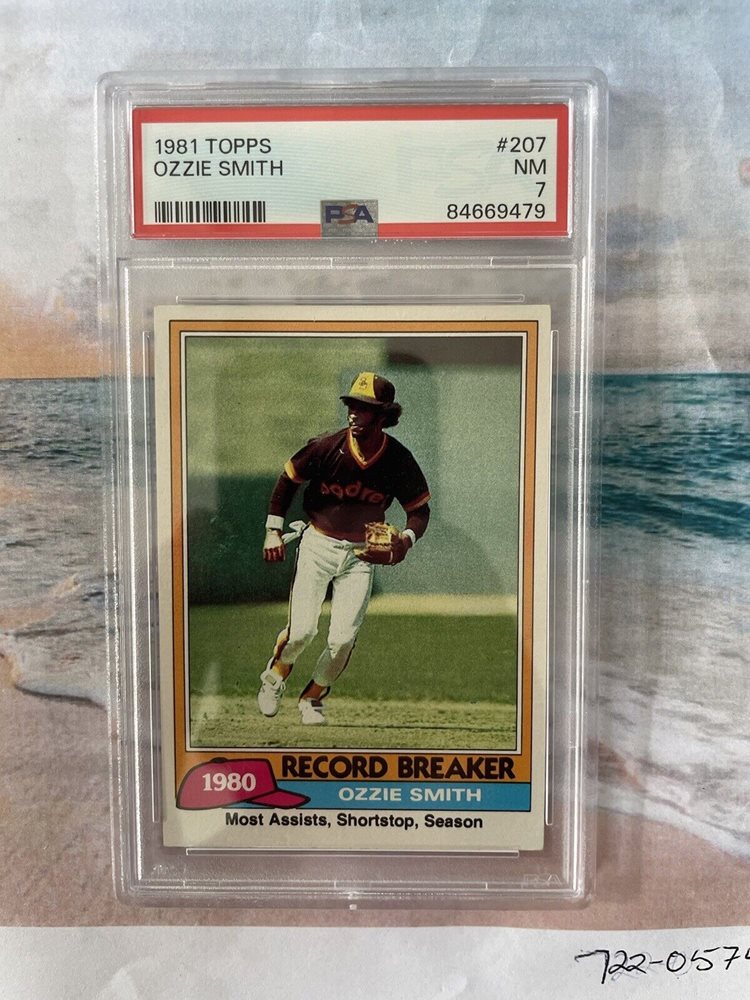 1981 TOPPS #207
OZZIE SMITH NM
7
PSA 84669479
Padres
1980 RECORD BREAKER
OZZIE SMITH
Most Assists, Shortstop, Season
PSA